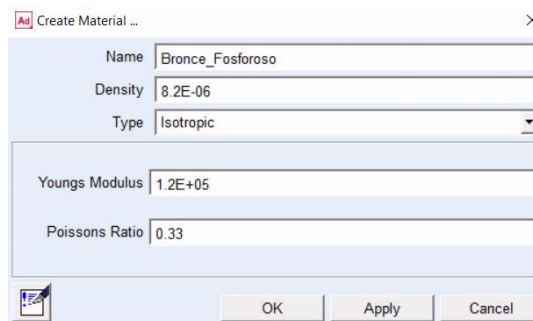 Ad Create Material ...
Name Bronce_Fosforoso
Density 8.2E-06
Type Isotropic
Youngs Modulus 1.2E+05
Poissons Ratio 0.33
OK Apply Cancel